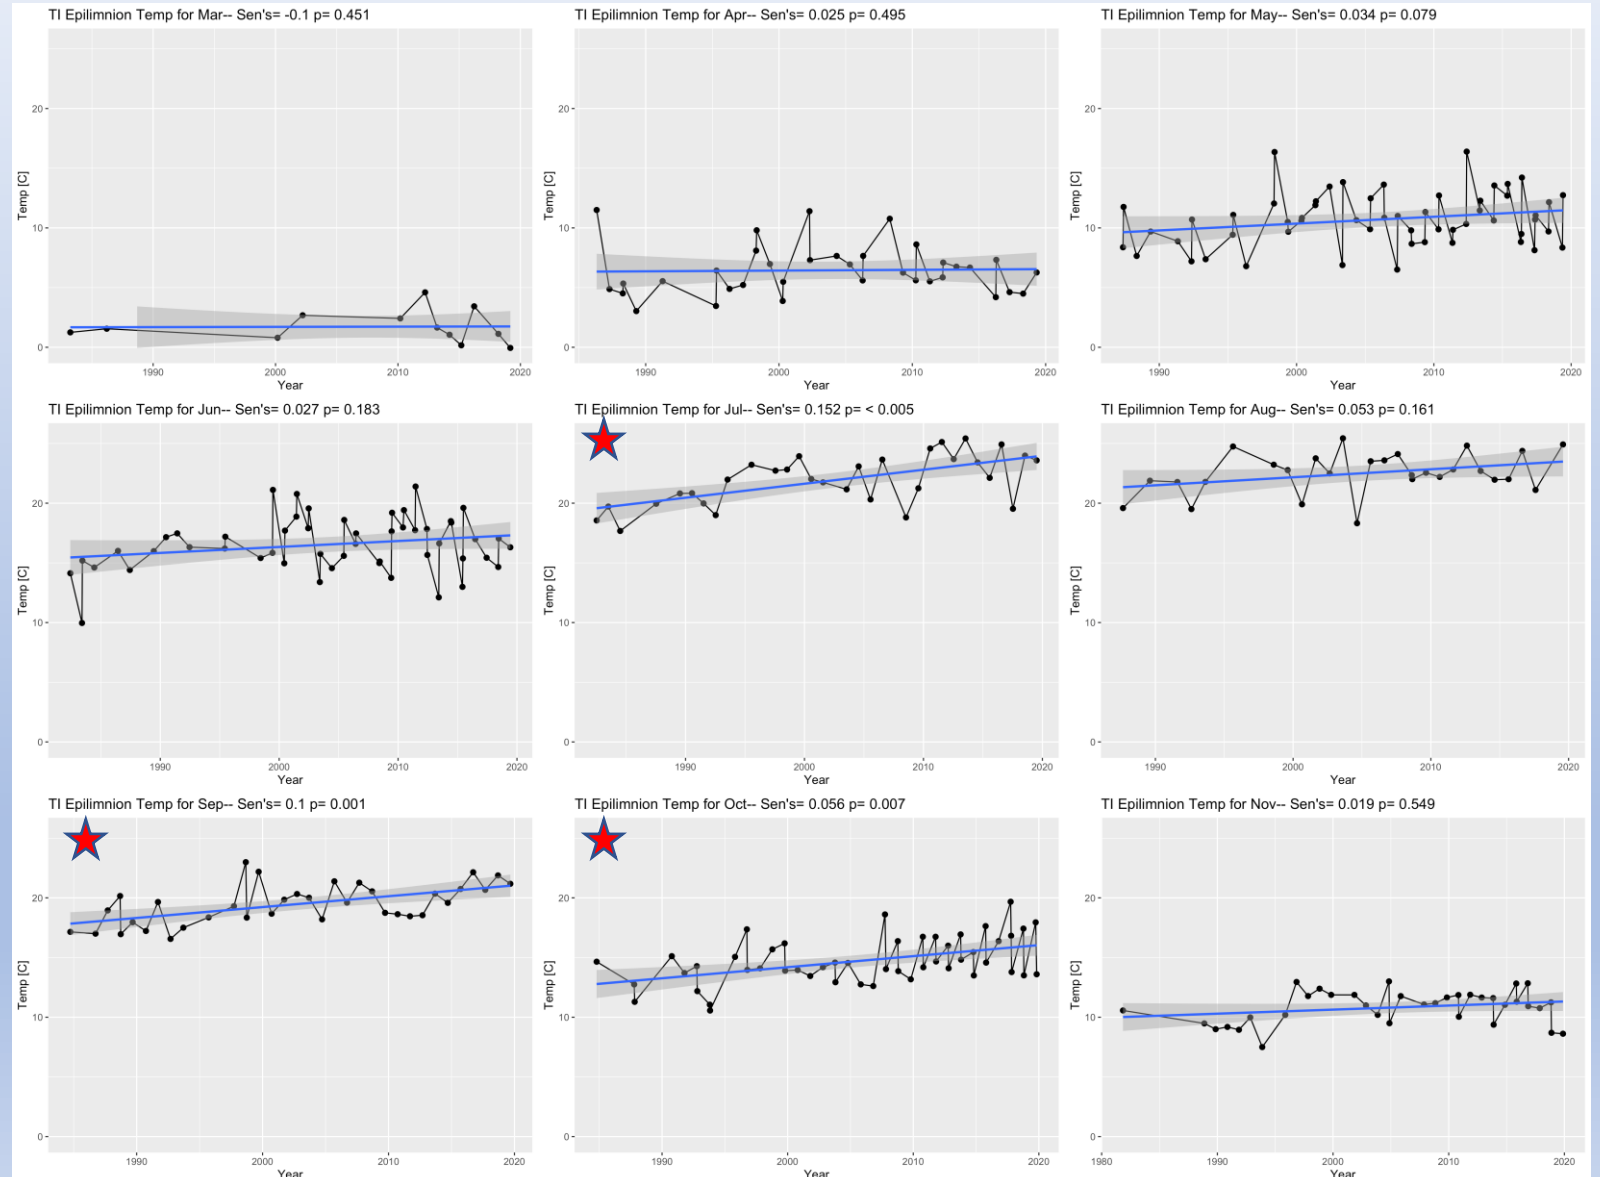 TI Epilimnion Temp for Mar-- Sen's= -0.1 p= 0.451
20
10
0
Temp [C]
1990 2000 2010 2020
Year
TI Epilimnion Temp for Apr-- Sen's= 0.025 p= 0.495
20
10
0
Temp [C]
1990 2000 2010 2020
Year
TI Epilimnion Temp for May-- Sen's= 0.034 p= 0.079
20
10
0
Temp [C]
1990 2000 2010 2020
Year
TI Epilimnion Temp for Jun-- Sen's= 0.027 p= 0.183
20
10
0
Temp [C]
1990 2000 2010 2020
Year
TI Epilimnion Temp for Jul-- Sen's= 0.152 p= < 0.005
20
10
0
Temp [C]
1990 2000 2010 2020
Year
TI Epilimnion Temp for Aug-- Sen's= 0.053 p= 0.161
20
10
0
Temp [C]
1990 2000 2010 2020
Year
TI Epilimnion Temp for Sep-- Sen's= 0.1 p= 0.001
20
10
0
Temp [C]
1990 2000 2010 2020
Year
TI Epilimnion Temp for Oct-- Sen's= 0.056 p= 0.007
20
10
0
Temp [C]
1990 2000 2010 2020
Year
TI Epilimnion Temp for Nov-- Sen's= 0.019 p= 0.549
20
10
0
Temp [C]
1980 1990 2000 2010 2020
Year